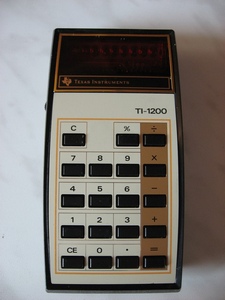 TEXAS INSTRUMENTS
TI-1200
C % ÷
7 8 9 ×
4 5 6 −
1 2 3 +
CE 0 · =